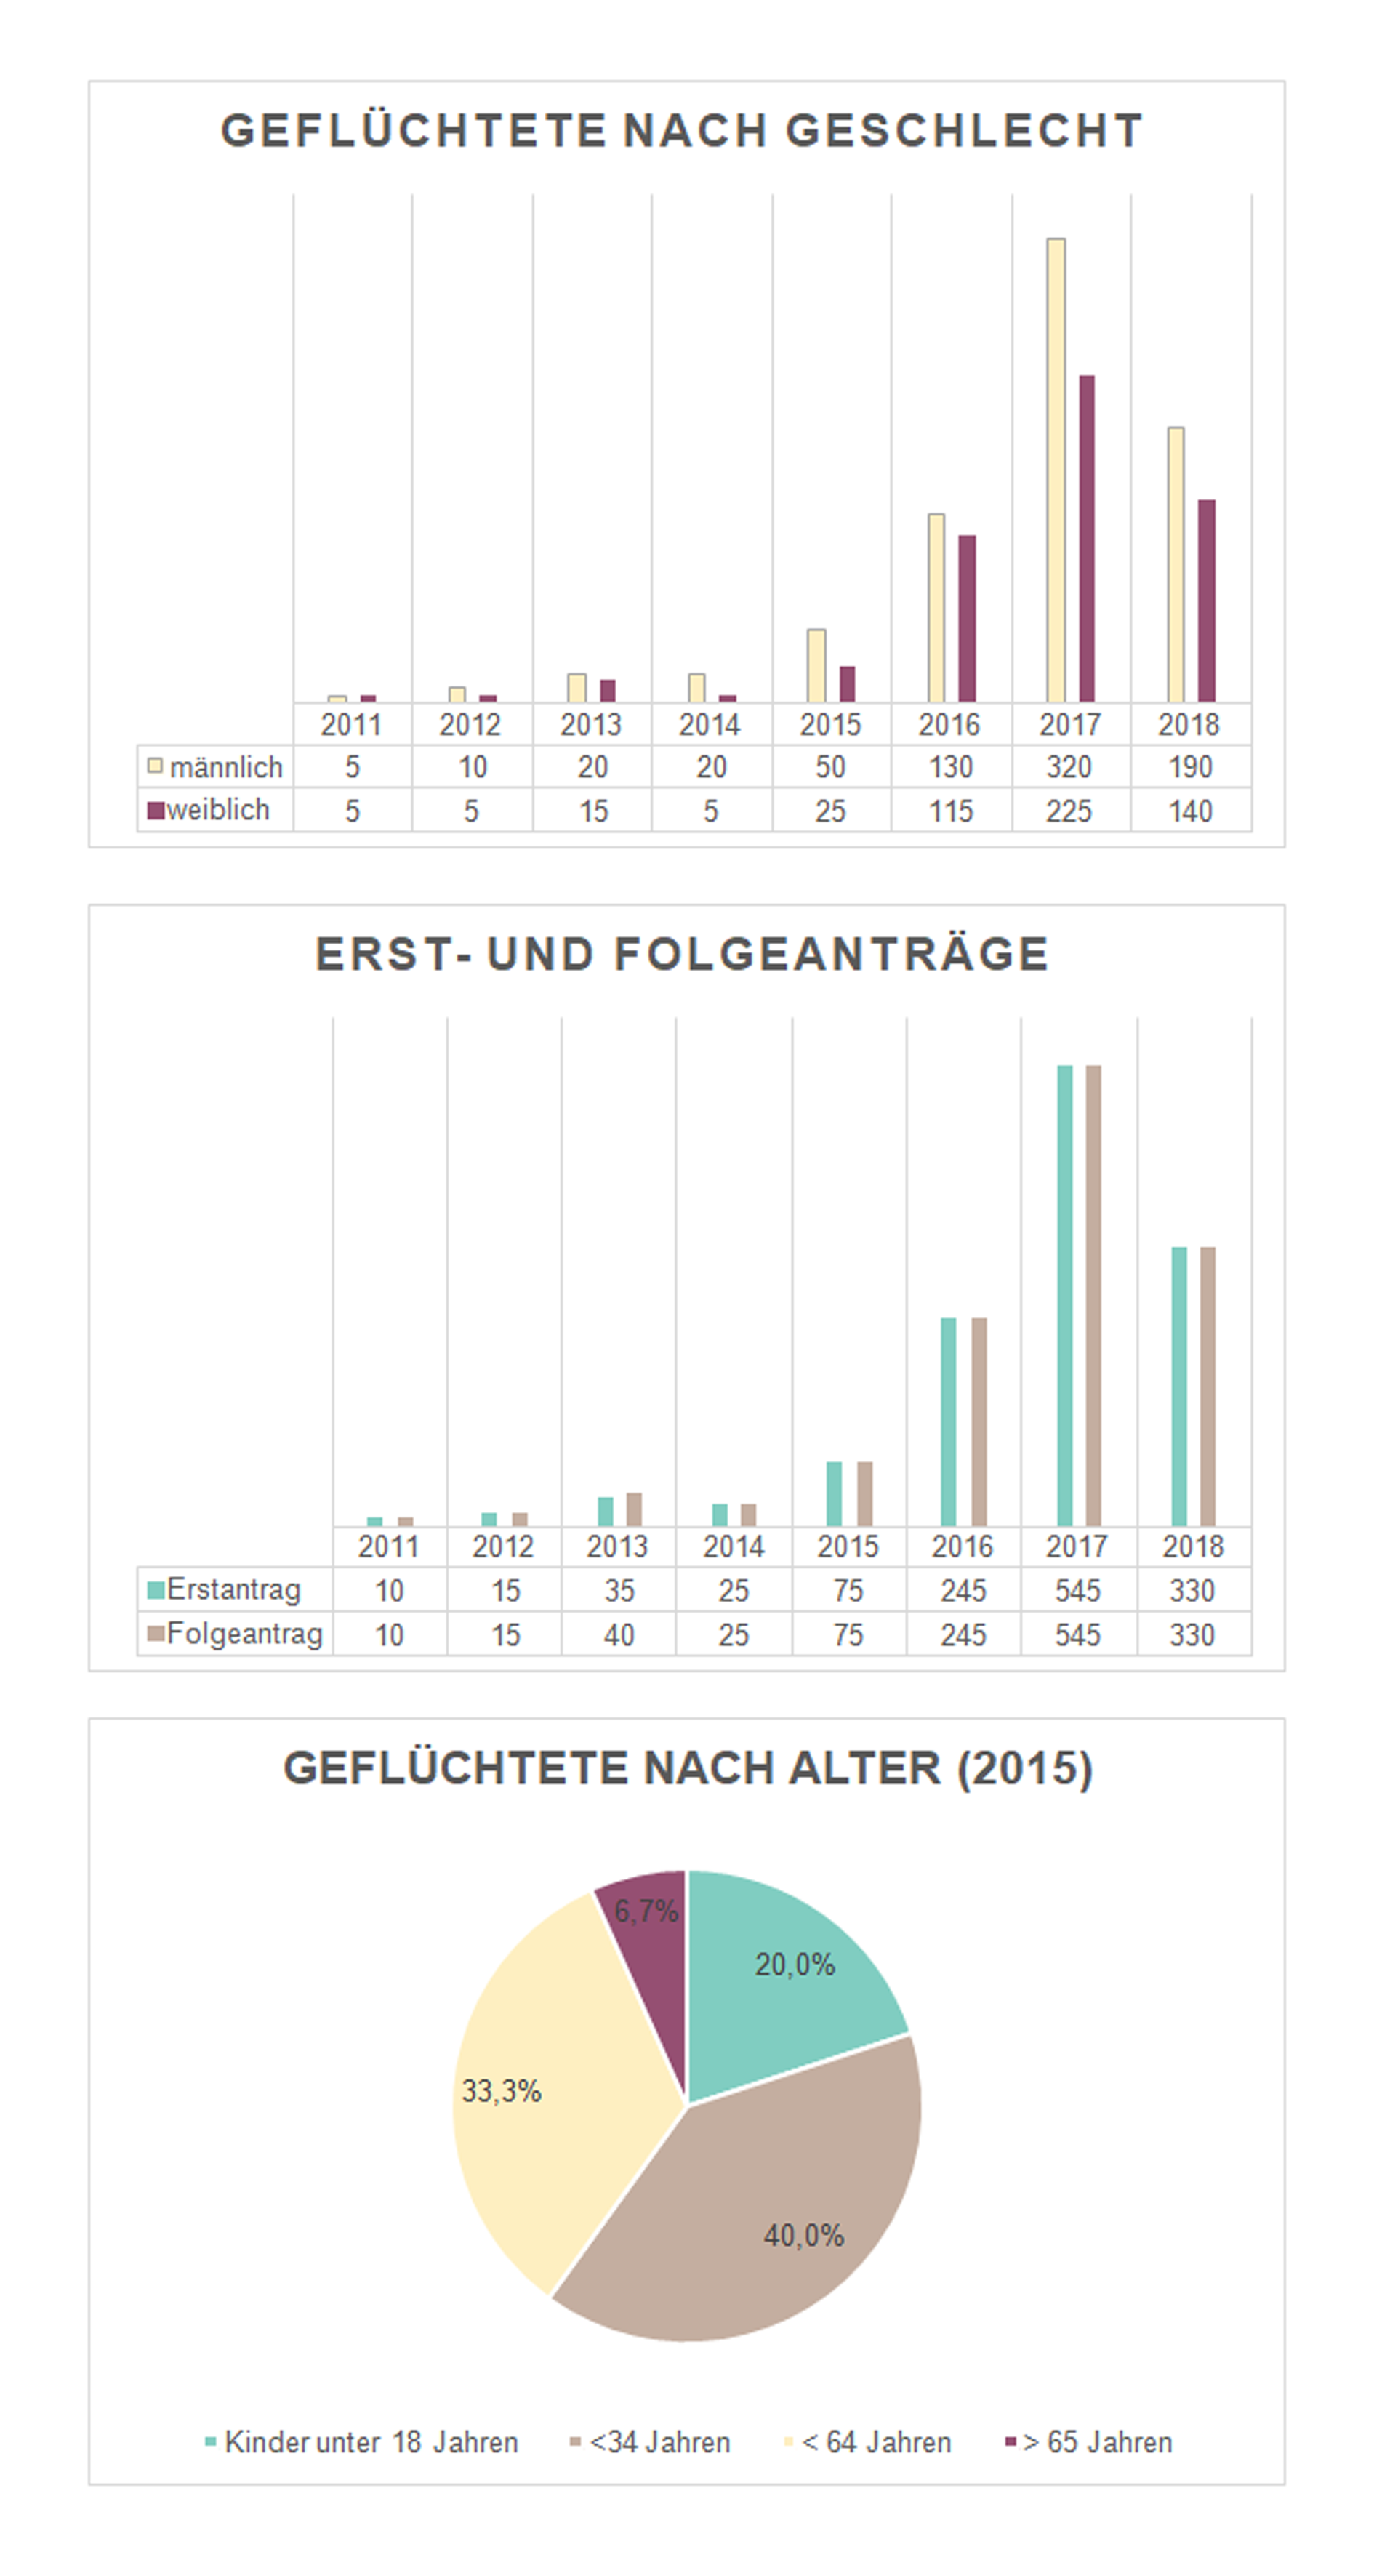 GEFLÜCHTETE NACH GESCHLECHT
2011 2012 2013 2014 2015 2016 2017 2018
männlich 5 10 20 20 50 130 320 190
weiblich 5 5 15 5 25 115 225 140
ERST- UND FOLGEANTRÄGE
2011 2012 2013 2014 2015 2016 2017 2018
Erstantrag 10 15 35 25 75 245 545 330
Folgeantrag 10 15 40 25 75 245 545 330
GEFLÜCHTETE NACH ALTER (2015)
6,7%
20,0%
33,3%
40,0%
Kinder unter 18 Jahren <34 Jahren < 64 Jahren > 65 Jahren